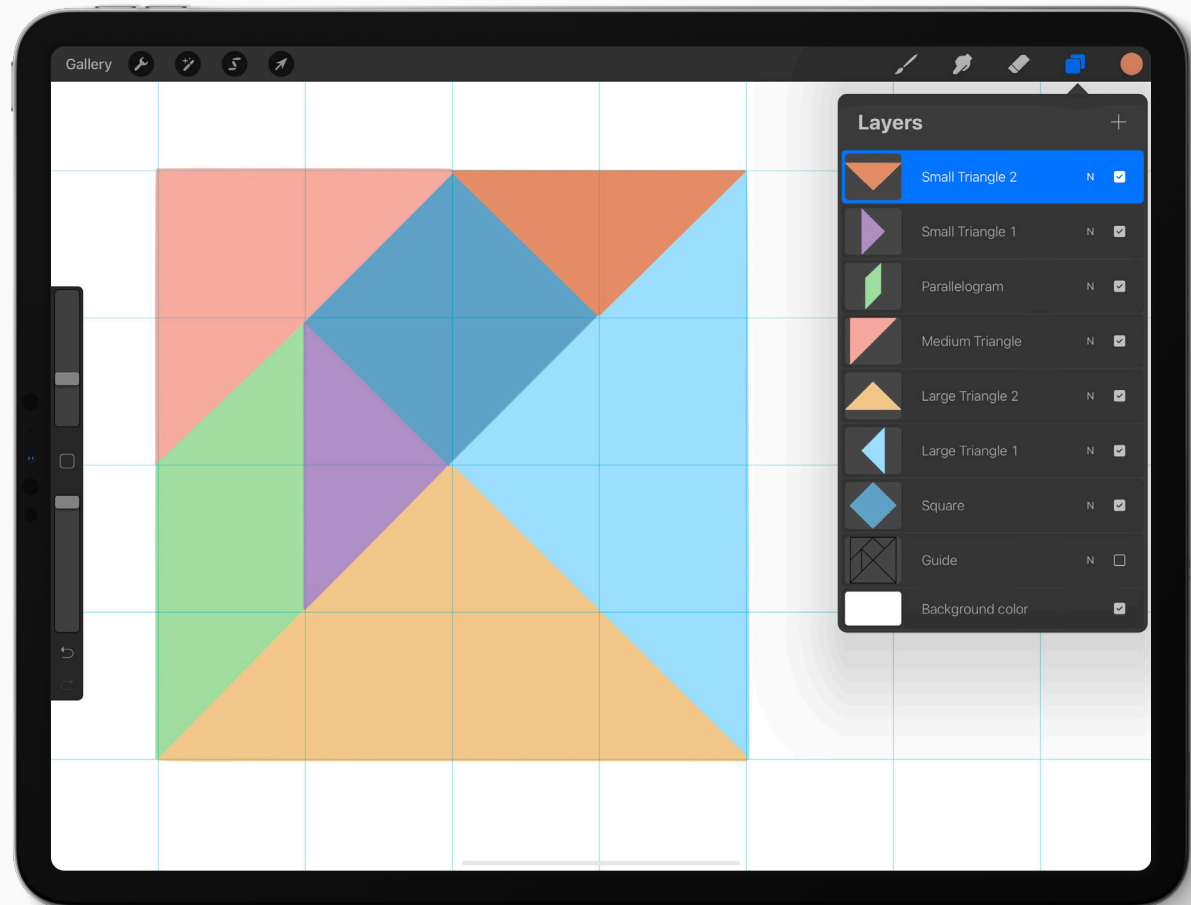 Gallery
Layers
Small Triangle 2 N
Small Triangle 1 N
Parallelogram N
Medium Triangle N
Large Triangle 2 N
Large Triangle 1 N
Square N
Guide N
Background color